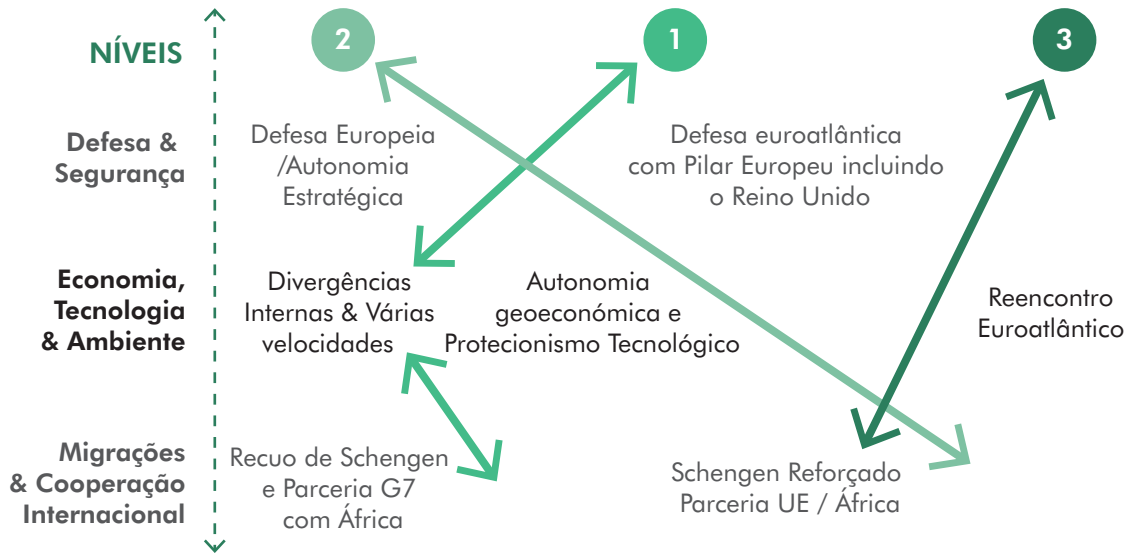 NÍVEIS
2
1
3
Defesa &
Segurança
Defesa Europeia
/Autonomia
Estratégica
Defesa euroatlântica
com Pilar Europeu incluindo
o Reino Unido
Economia,
Tecnologia
& Ambiente
Divergências
Internas & Várias
velocidades
Autonomia
geoeconómica e
Protecionismo Tecnológico
Reencontro
Euroatlântico
Migrações
& Cooperação
Internacional
Recuo de Schengen
e Parceria G7
com África
Schengen Reforçado
Parceria UE / África